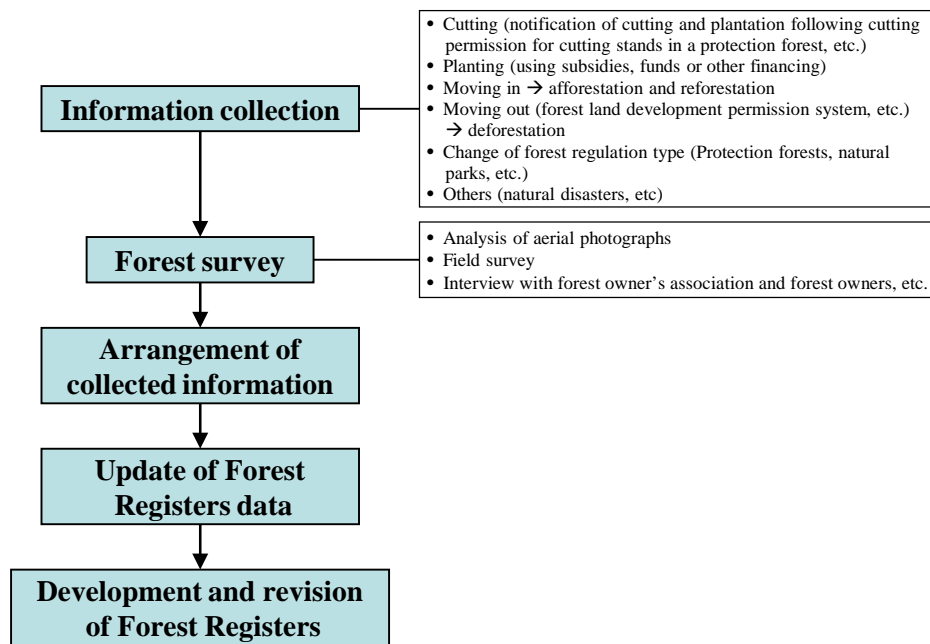 Information collection
• Cutting (notification of cutting and plantation following cutting
permission for cutting stands in a protection forest, etc.)
• Planting (using subsidies, funds or other financing)
• Moving in → afforestation and reforestation
• Moving out (forest land development permission system, etc.)
→ deforestation
• Change of forest regulation type (Protection forests, natural
parks, etc.)
• Others (natural disasters, etc)
Forest survey
• Analysis of aerial photographs
• Field survey
• Interview with forest owner's association and forest owners, etc.
Arrangement of
collected information
Update of Forest
Registers data
Development and revision
of Forest Registers